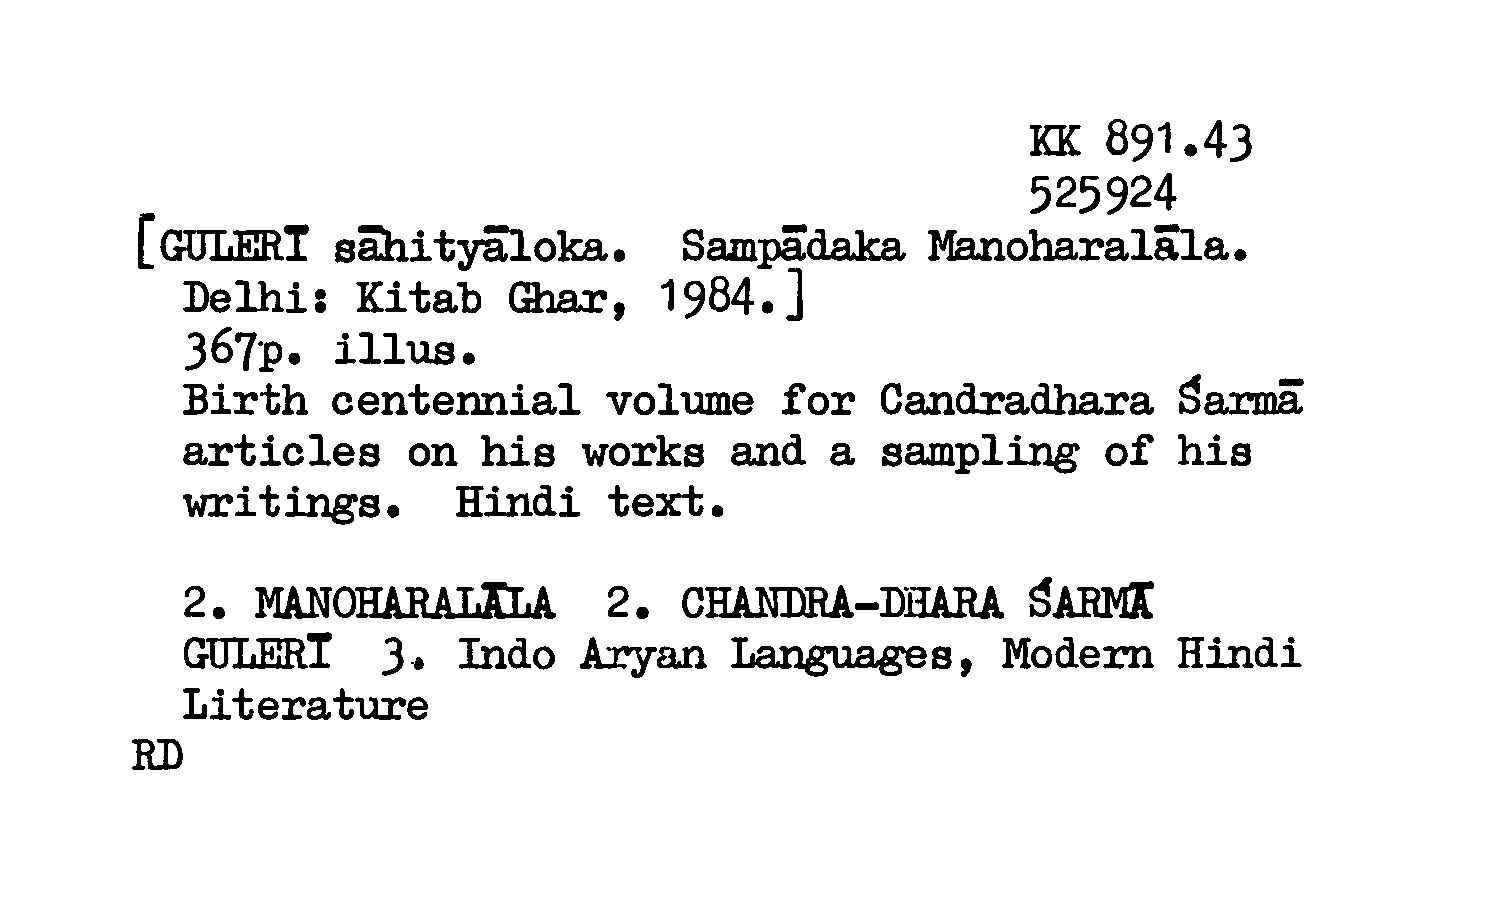 KK 891.43
525924
[GULERĪ sāhityāloka.  Sampādaka Manoharalāla.
Delhi: Kitab Ghar, 1984.]
367p. illus.
Birth centennial volume for Candradhara Śarmā
articles on his works and a sampling of his
writings.  Hindi text.
2. MANOHARALĀLA  2. CHANDRA-DHARA ŚARMĀ
GULERĪ  3. Indo Aryan Languages, Modern Hindi
Literature
RD